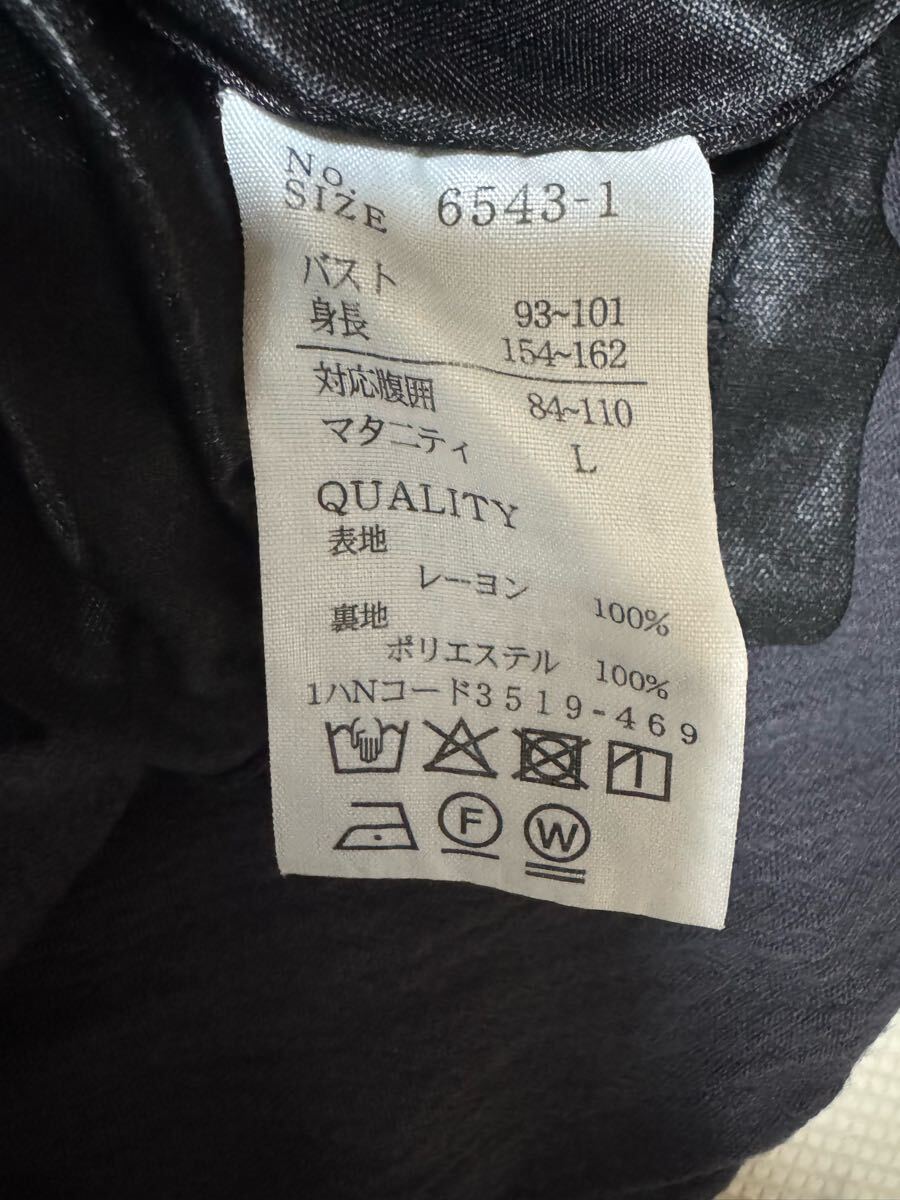 No.
SIZE 6543-1
バスト 93~101
身長 154~162
対応腹囲 84~110
マタニティ L
QUALITY
表地
レーヨン 100%
裏地
ポリエステル 100%
1ハNコード3519-469
F W